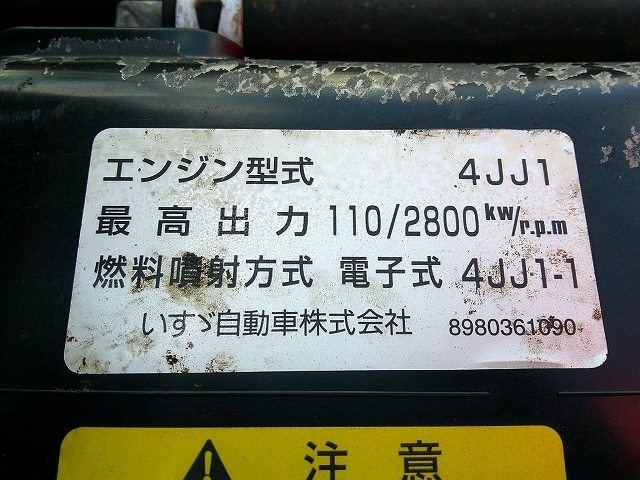 エンジン型式 4JJ1
最高出力 110/2800 kw/r.p.m
燃料噴射方式 電子式 4JJ1-1
いすゞ自動車株式会社 8980361090
注意